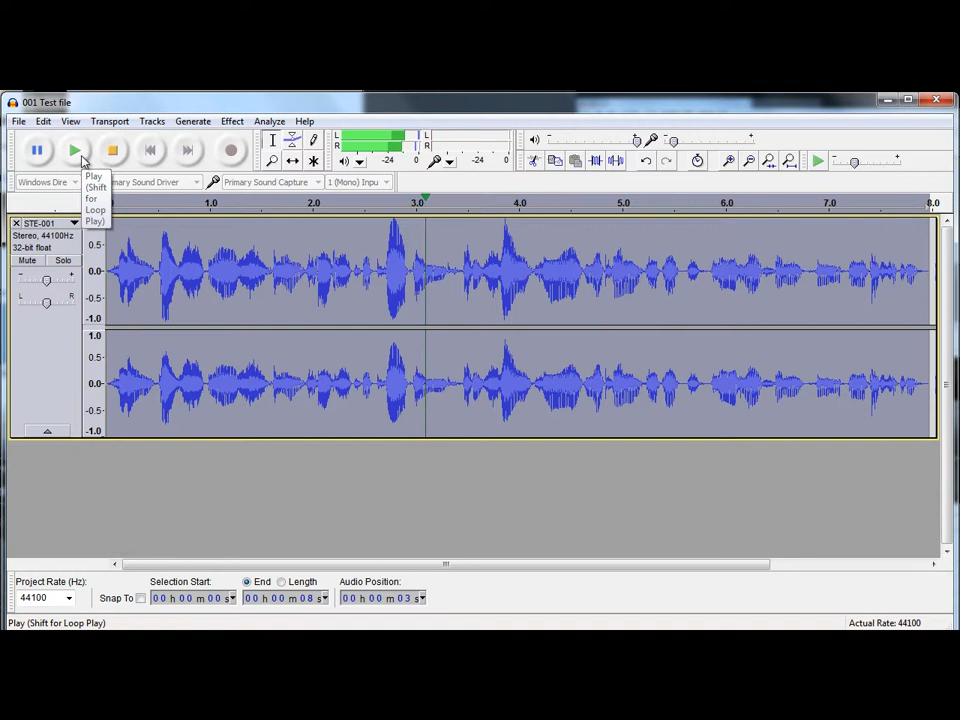 001 Test file
File Edit View Transport Tracks Generate Effect Analyze Help
L
R
-24
0
L
R
-24
0
Windows Dire
mary Sound Driver
Primary Sound Capture
1 (Mono) Inpu
Play
(Shift
for
Loop
Play)
1.0 2.0 3.0 4.0 5.0 6.0 7.0 8.0
STE-001
Stereo, 44100Hz
32-bit float
Mute Solo
- +
L R
0.5
0.0
-0.5
-1.0
1.0
0.5
0.0
-0.5
-1.0
Project Rate (Hz):
44100
Snap To
Selection Start:
00 h 00 m 00 s
End Length
00 h 00 m 08 s
Audio Position:
00 h 00 m 03 s
Play (Shift for Loop Play)
Actual Rate: 44100